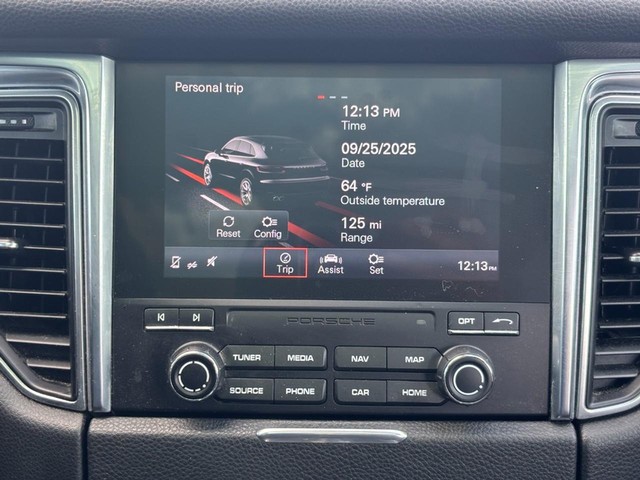 Personal trip
12:13 PM
Time
09/25/2025
Date
64 °F
Outside temperature
125 mi
Range
Reset Config
Trip Assist Set 12:13 PM
PORSCHE
OPT
TUNER MEDIA NAV MAP
SOURCE PHONE CAR HOME